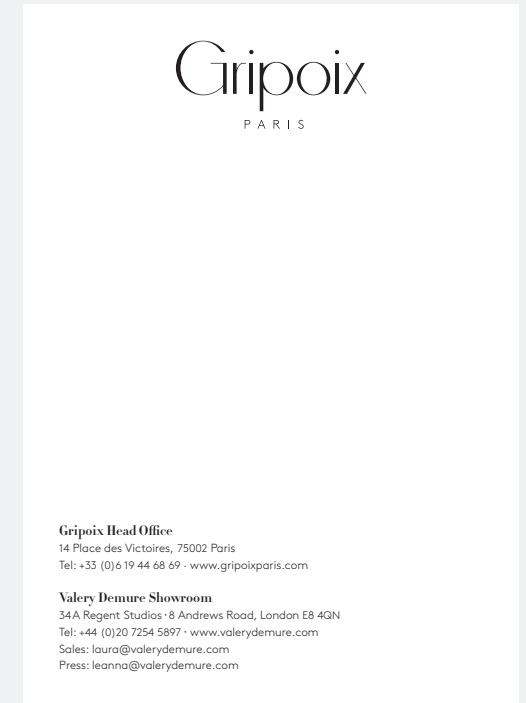 Gripoix
PARIS
Gripoix Head Office
14 Place des Victoires, 75002 Paris
Tel: +33 (0)6 19 44 68 69 · www.gripoixparis.com
Valery Demure Showroom
34A Regent Studios · 8 Andrews Road, London E8 4QN
Tel: +44 (0)20 7254 5897 · www.valerydemure.com
Sales: laura@valerydemure.com
Press: leanna@valerydemure.com